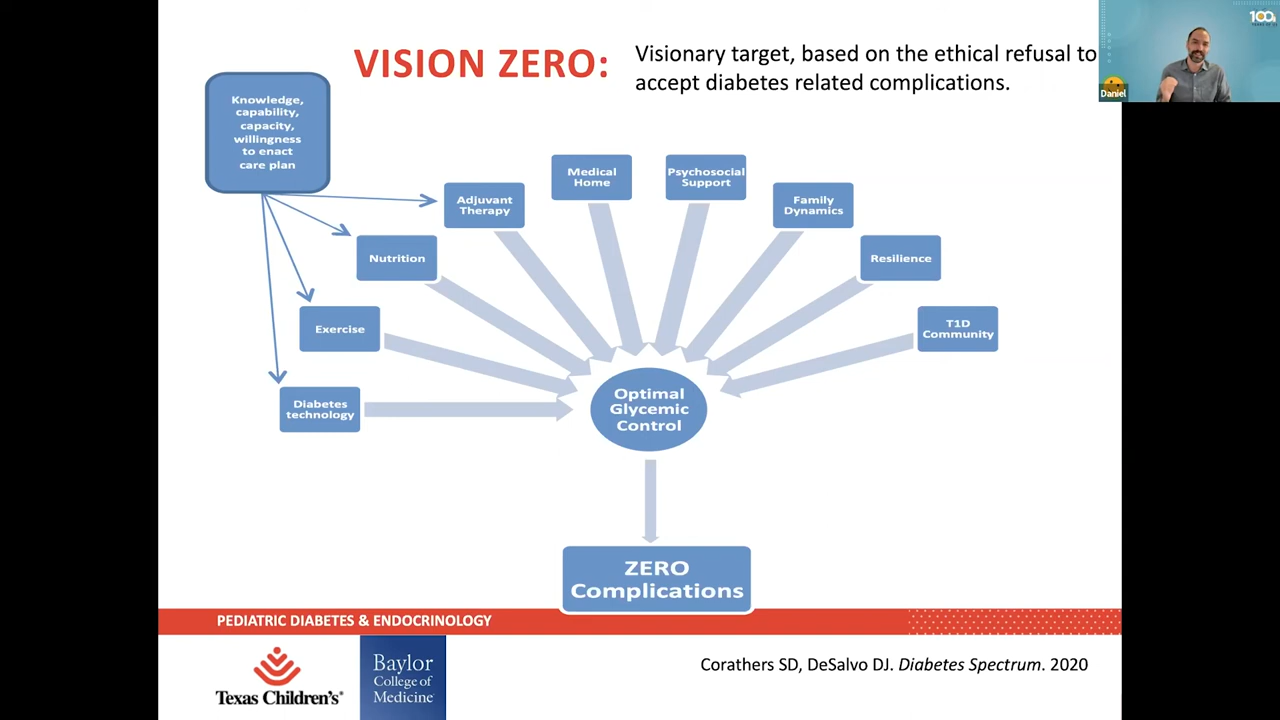 VISION ZERO:
Visionary target, based on the ethical refusal to
accept diabetes related complications.
100
Daniel
Knowledge,
capability,
capacity,
willingness
to enact
care plan
Adjuvant
Therapy
Medical
Home
Psychosocial
Support
Family
Dynamics
Nutrition
Resilience
Exercise
T1D
Community
Diabetes
technology
Optimal
Glycemic
Control
ZERO
Complications
PEDIATRIC DIABETES & ENDOCRINOLOGY
Texas Children's®
Baylor
College of
Medicine
Corathers SD, DeSalvo DJ. Diabetes Spectrum. 2020